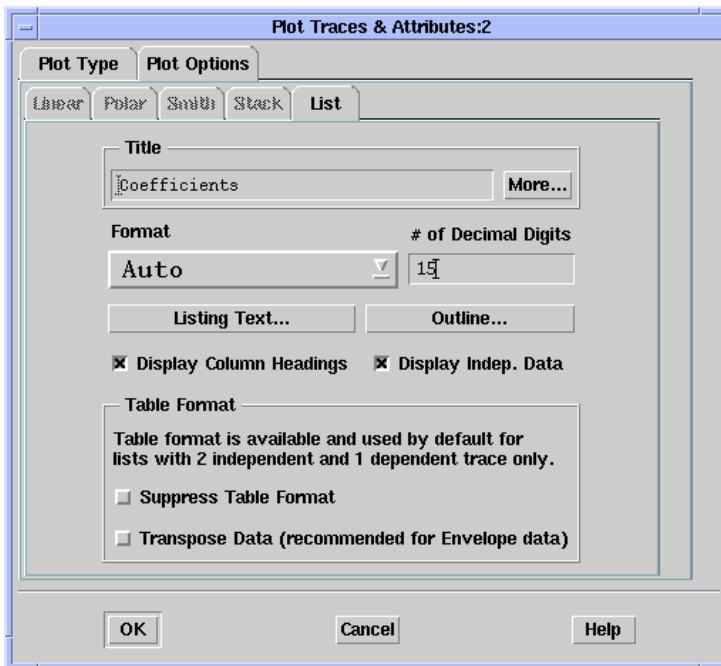 Plot Traces & Attributes:2
Plot Type Plot Options
Linear Polar Smith Stack List
Title
Coefficients More...
Format # of Decimal Digits
Auto 15
Listing Text... Outline...
Display Column Headings Display Indep. Data
Table Format
Table format is available and used by default for
lists with 2 independent and 1 dependent trace only.
Suppress Table Format
Transpose Data (recommended for Envelope data)
OK Cancel Help